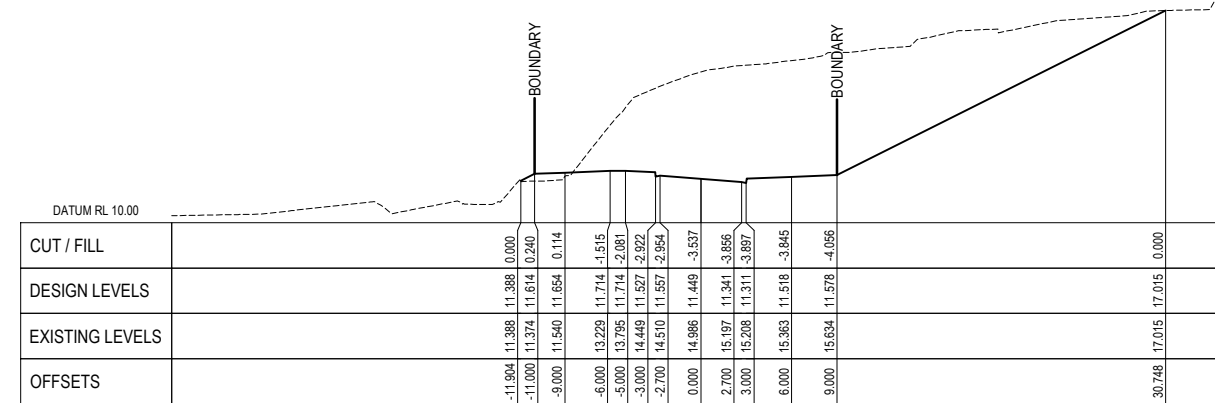 BOUNDARY
BOUNDARY
DATUM RL 10.00
CUT / FILL 0.000 0.240 0.114 -1.515 -2.081 -2.922 -2.954 -3.537 -3.856 -3.897 -3.845 -4.056 0.000
DESIGN LEVELS 11.388 11.614 11.654 11.714 11.714 11.527 11.557 11.449 11.341 11.311 11.518 11.578 17.015
EXISTING LEVELS 11.388 11.374 11.540 13.229 13.795 14.449 14.510 14.986 15.197 15.208 15.363 15.634 17.015
OFFSETS -11.904 -11.000 -9.000 -6.000 -5.000 -3.000 -2.700 0.000 2.700 3.000 6.000 9.000 30.748